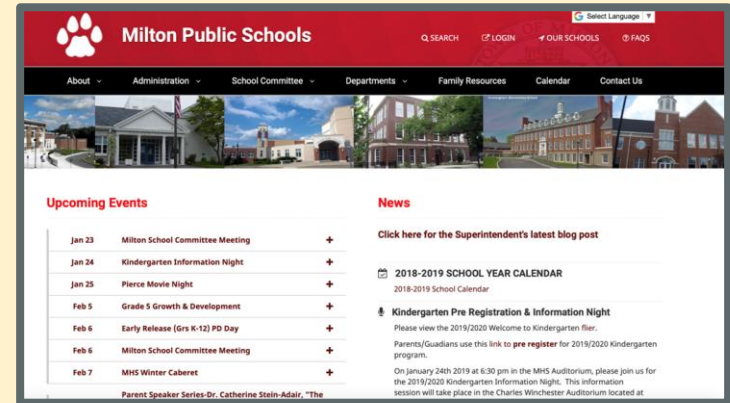 Select Language ▼
Milton Public Schools
SEARCH LOGIN OUR SCHOOLS FAQS
About Administration School Committee Departments Family Resources Calendar Contact Us
Upcoming Events
Jan 23 Milton School Committee Meeting +
Jan 24 Kindergarten Information Night +
Jan 25 Pierce Movie Night +
Feb 5 Grade 5 Growth & Development +
Feb 6 Early Release (Grs K-12) PD Day +
Feb 6 Milton School Committee Meeting +
Feb 7 MHS Winter Caberet +
Parent Speaker Series-Dr. Catherine Stein-Adair, "The
News
Click here for the Superintendent's latest blog post
2018-2019 SCHOOL YEAR CALENDAR
2018-2019 School Calendar
Kindergarten Pre Registration & Information Night
Please view the 2019/2020 Welcome to Kindergarten flier.
Parents/Guadians use this link to pre register for 2019/2020 Kindergarten
program.
On January 24th 2019 at 6:30 pm in the MHS Auditorium, please join us for
the 2019/2020 Kindergarten Information Night. This information
session will take place in the Charles Winchester Auditorium located at